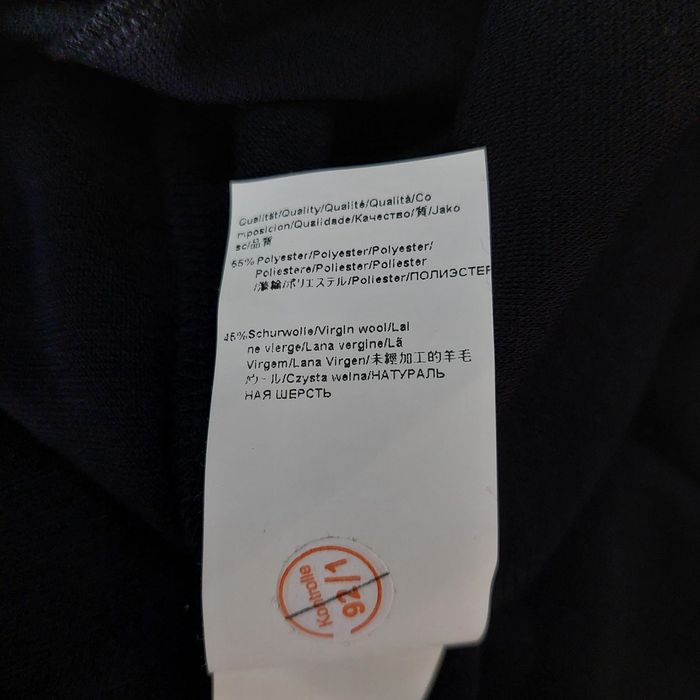 Qualität/Quality/Qualité/Qualità/Co
mposicion/Qualidade/Качество/質/Jako
sc/品質
55% Polyester/Polyester/Polyester/
Poliestere/Poliester/Poliester
/滌綸/ポリエステル/Poliester/ПОЛИЭСТЕР
45%Schurwolle/Virgin wool/Lai
ne vierge/Lana vergine/Lã
Virgem/Lana Virgen/未經加工的羊毛
/ウール/Czysta welna/НАТУРАЛЬ
НАЯ ШЕРСТЬ
Kontrolle
92/1